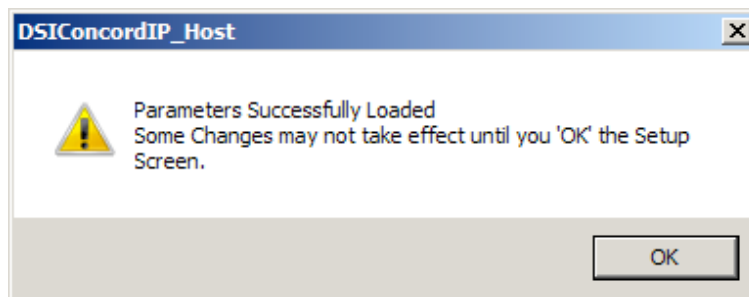 DSIConcordIP_Host
Parameters Successfully Loaded
Some Changes may not take effect until you 'OK' the Setup
Screen.
OK